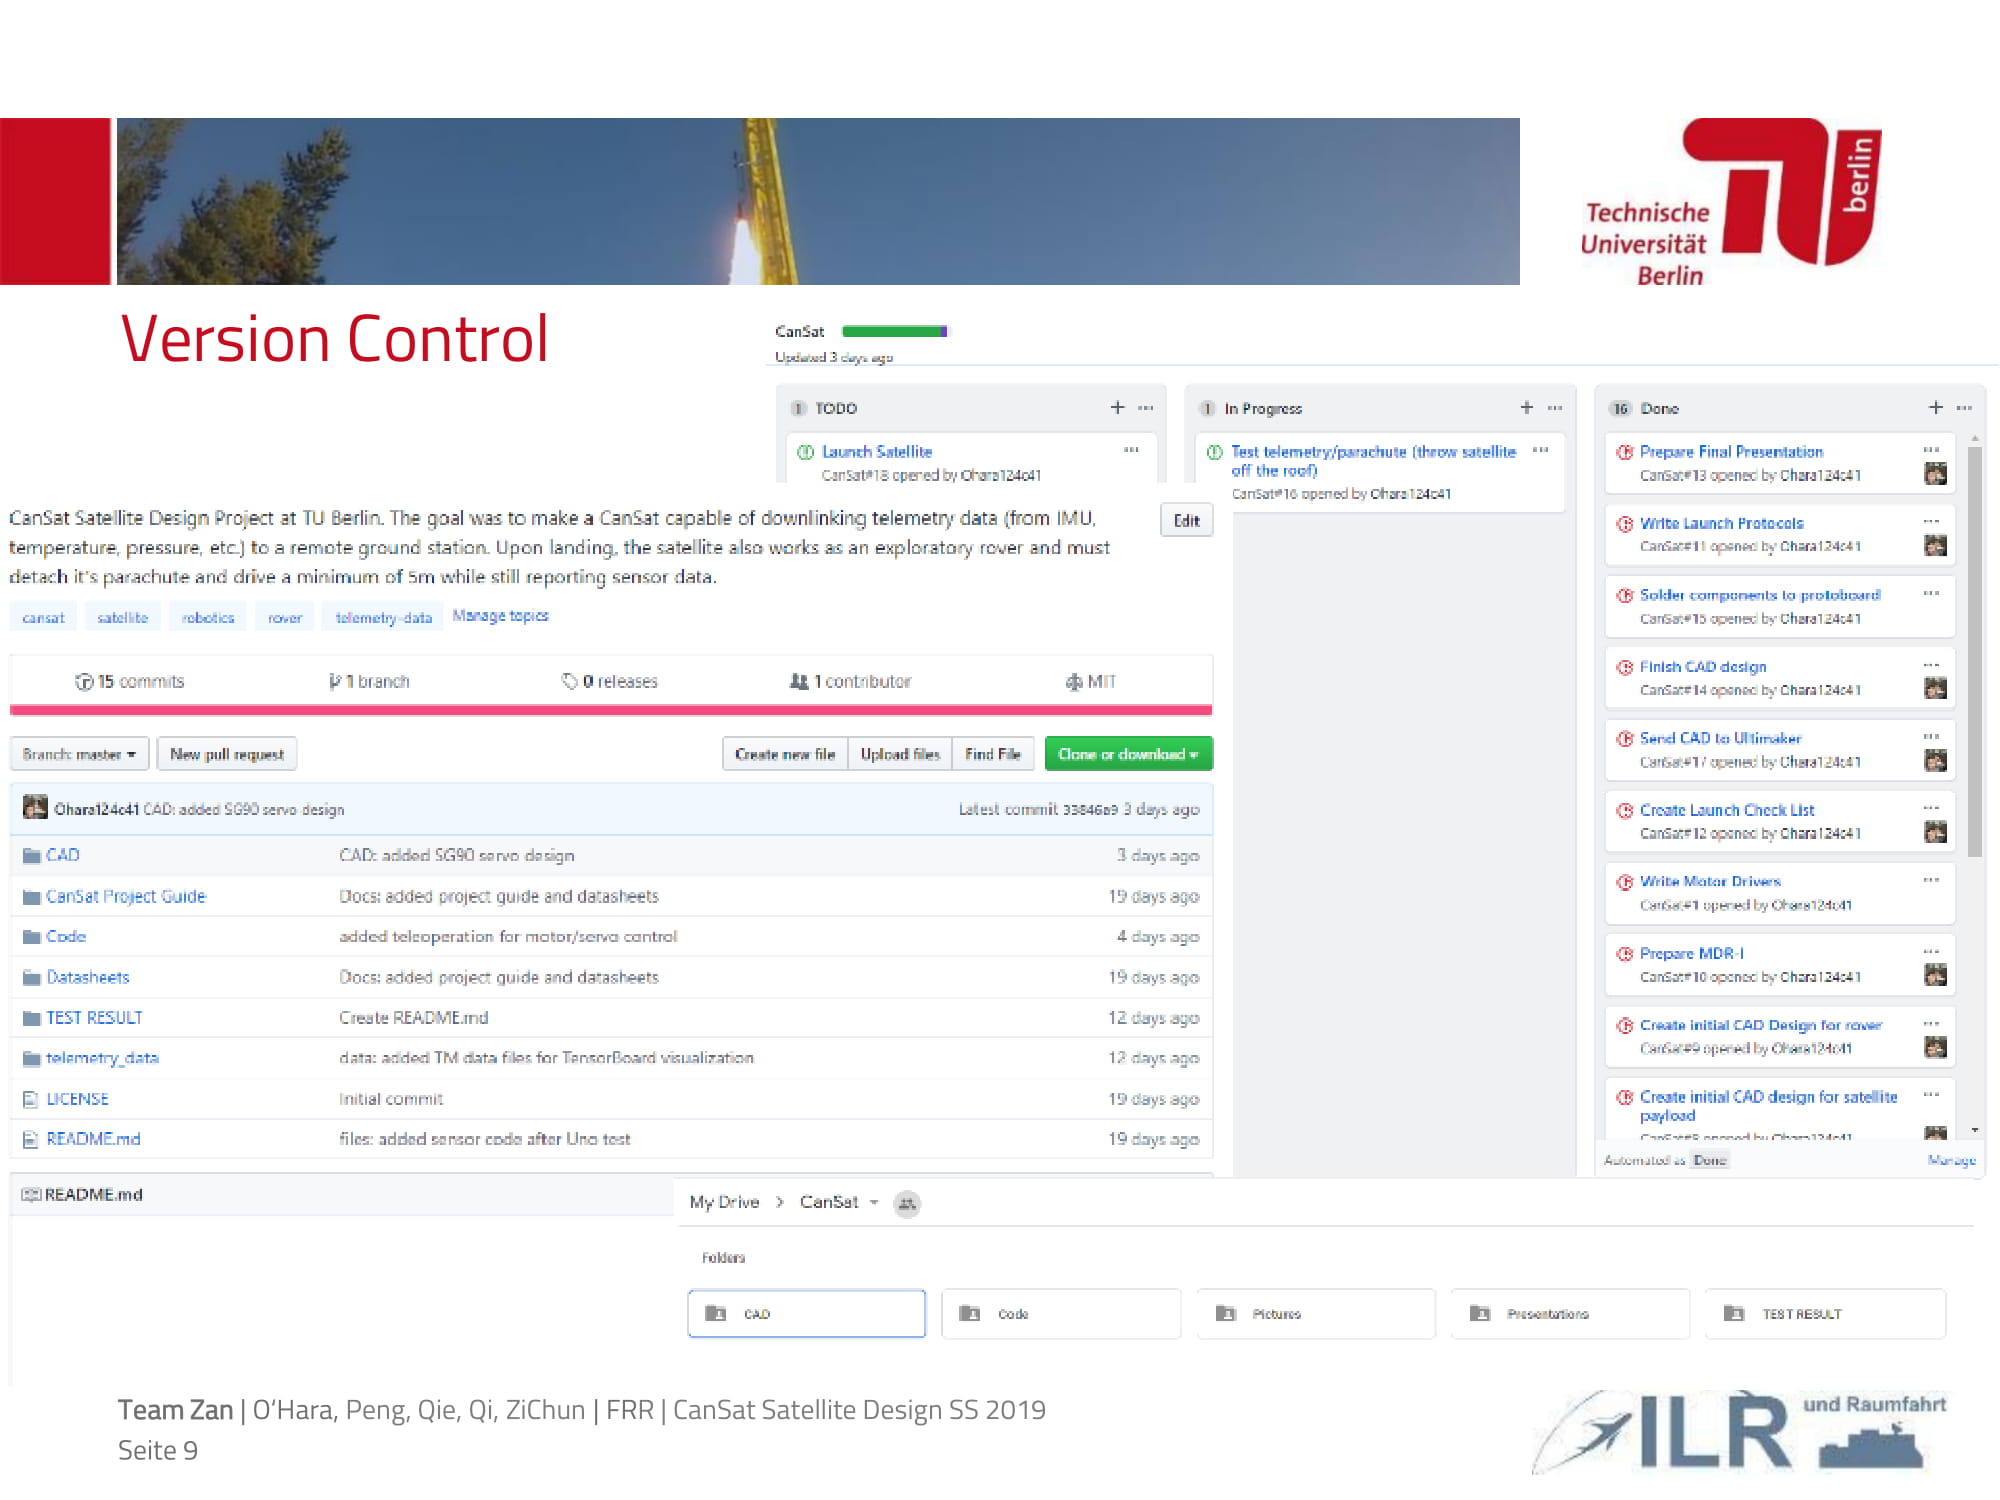 Technische
Universität
Berlin
berlin
Version Control
CanSat
Updated 3 days ago
1 TODO
Launch Satellite
CanSat#18 opened by Ohara124c41
1 In Progress
Test telemetry/parachute (throw satellite
off the roof)
CanSat#16 opened by Ohara124c41
16 Done
Prepare Final Presentation
CanSat#13 opened by Ohara124c41
Write Launch Protocols
CanSat#11 opened by Ohara124c41
Solder components to protoboard
CanSat#15 opened by Ohara124c41
Finish CAD design
CanSat#14 opened by Ohara124c41
Send CAD to Ultimaker
CanSat#17 opened by Ohara124c41
Create Launch Check List
CanSat#12 opened by Ohara124c41
Write Motor Drivers
CanSat#1 opened by Ohara124c41
Prepare MDR-I
CanSat#10 opened by Ohara124c41
Create initial CAD Design for rover
CanSat#9 opened by Ohara124c41
Create initial CAD design for satellite
payload
CanSat#8 opened by Ohara124c41
Automated as Done
Manage
CanSat Satellite Design Project at TU Berlin. The goal was to make a CanSat capable of downlinking telemetry data (from IMU,
temperature, pressure, etc.) to a remote ground station. Upon landing, the satellite also works as an exploratory rover and must
detach it's parachute and drive a minimum of 5m while still reporting sensor data.
Edit
cansat satellite robotics rover telemetry-data Manage topics
15 commits 1 branch 0 releases 1 contributor MIT
Branch: master New pull request Create new file Upload files Find File Clone or download
Ohara124c41 CAD: added SG90 servo design Latest commit 33846a9 3 days ago
CAD CAD: added SG90 servo design 3 days ago
CanSat Project Guide Docs: added project guide and datasheets 19 days ago
Code added teleoperation for motor/servo control 4 days ago
Datasheets Docs: added project guide and datasheets 19 days ago
TEST RESULT Create README.md 12 days ago
telemetry_data data: added TM data files for TensorBoard visualization 12 days ago
LICENSE Initial commit 19 days ago
README.md files: added sensor code after Uno test 19 days ago
README.md
My Drive > CanSat
Folders
CAD Code Pictures Presentations TEST RESULT
Team Zan | O‘Hara, Peng, Qie, Qi, ZiChun | FRR | CanSat Satellite Design SS 2019
Seite 9
ILR und Raumfahrt